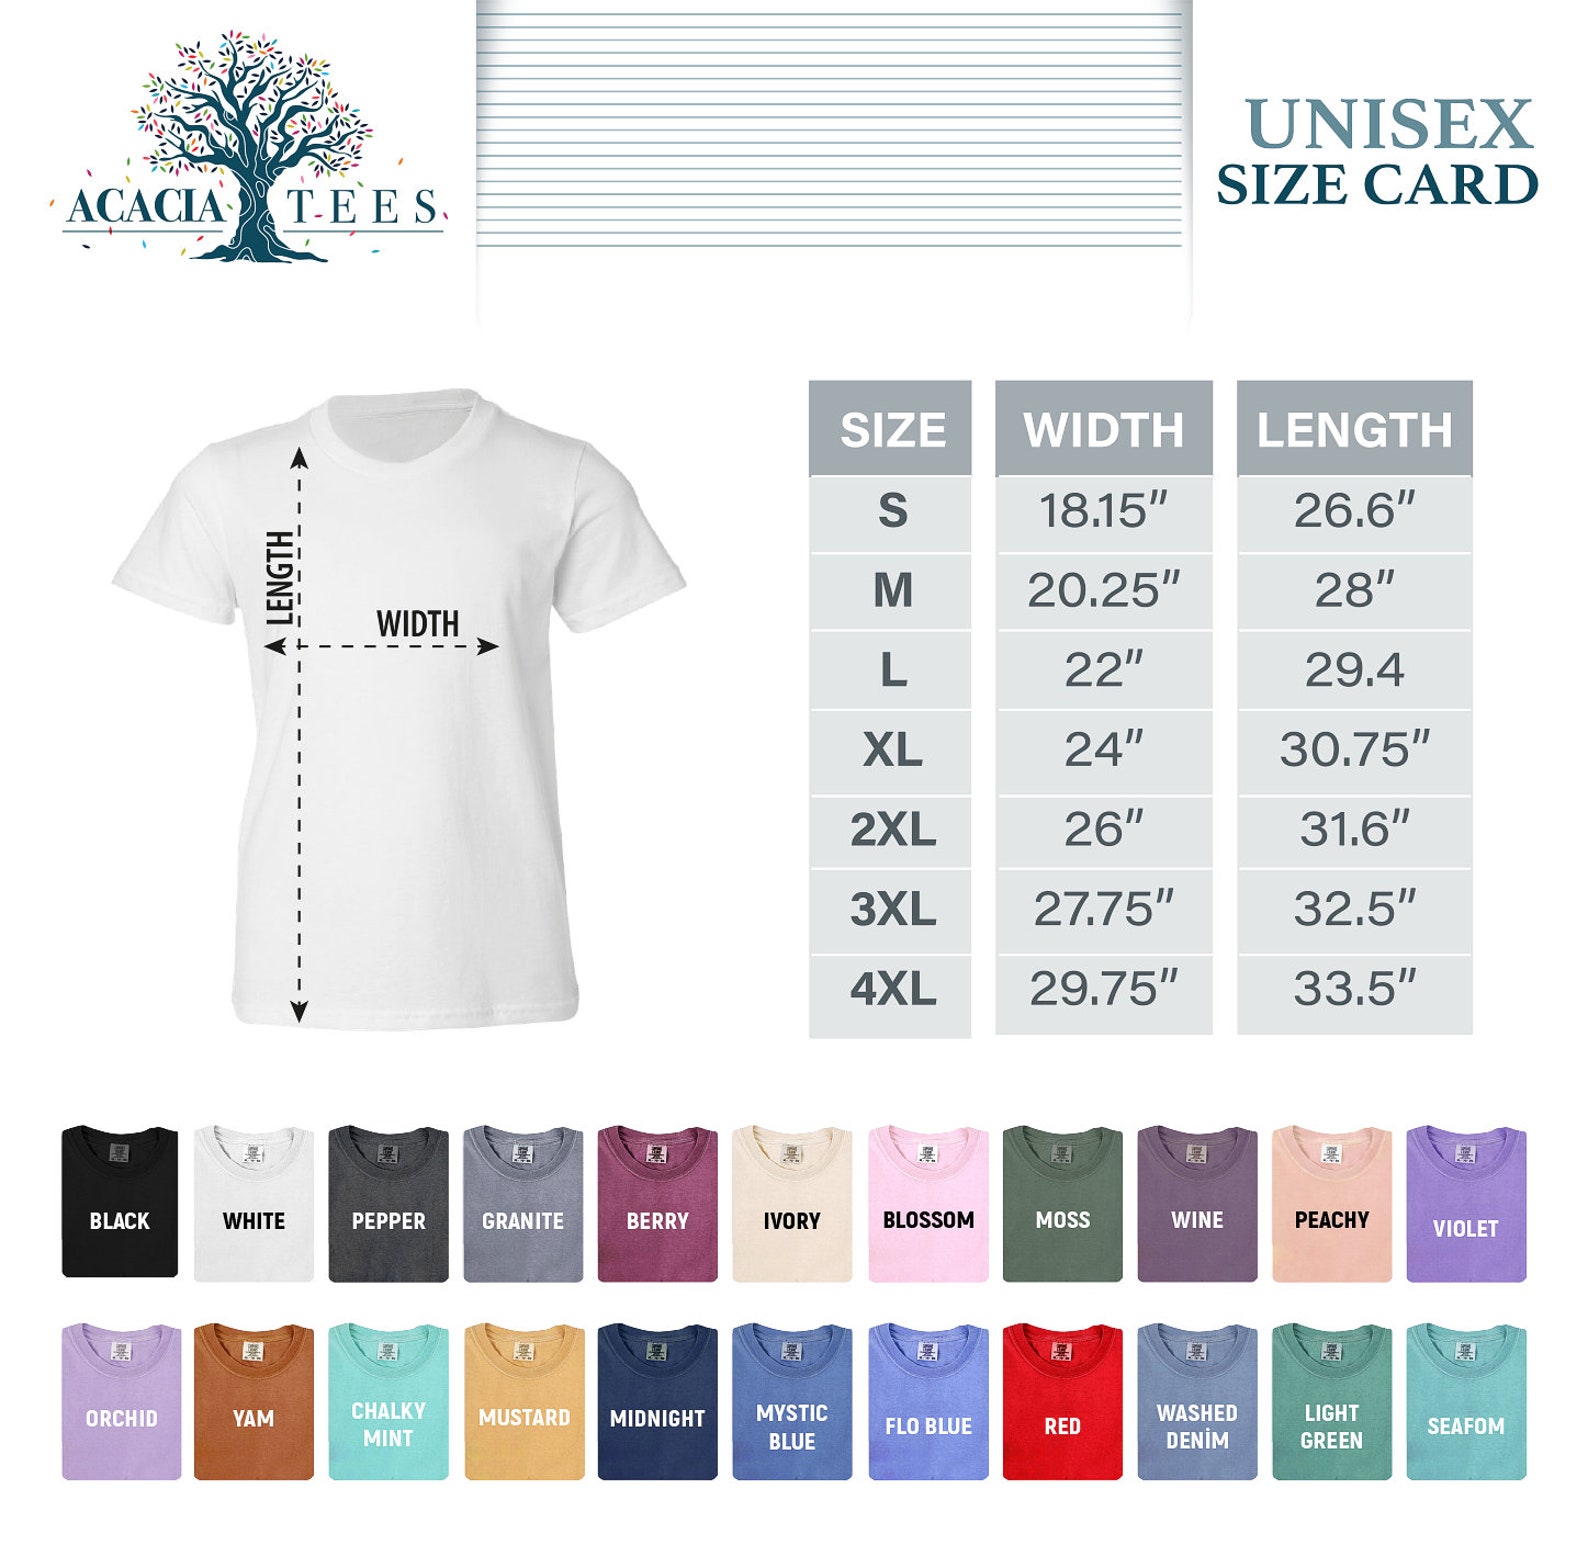 ACACIA TEES
UNISEX
SIZE CARD
LENGTH
WIDTH
SIZE WIDTH LENGTH
S 18.15” 26.6”
M 20.25” 28”
L 22” 29.4
XL 24” 30.75”
2XL 26” 31.6”
3XL 27.75” 32.5”
4XL 29.75” 33.5”
BLACK
WHITE
PEPPER
GRANITE
BERRY
IVORY
BLOSSOM
MOSS
WINE
PEACHY
VIOLET
ORCHID
YAM
CHALKY
MINT
MUSTARD
MIDNIGHT
MYSTIC
BLUE
FLO BLUE
RED
WASHED
DENİM
LIGHT
GREEN
SEAFOM